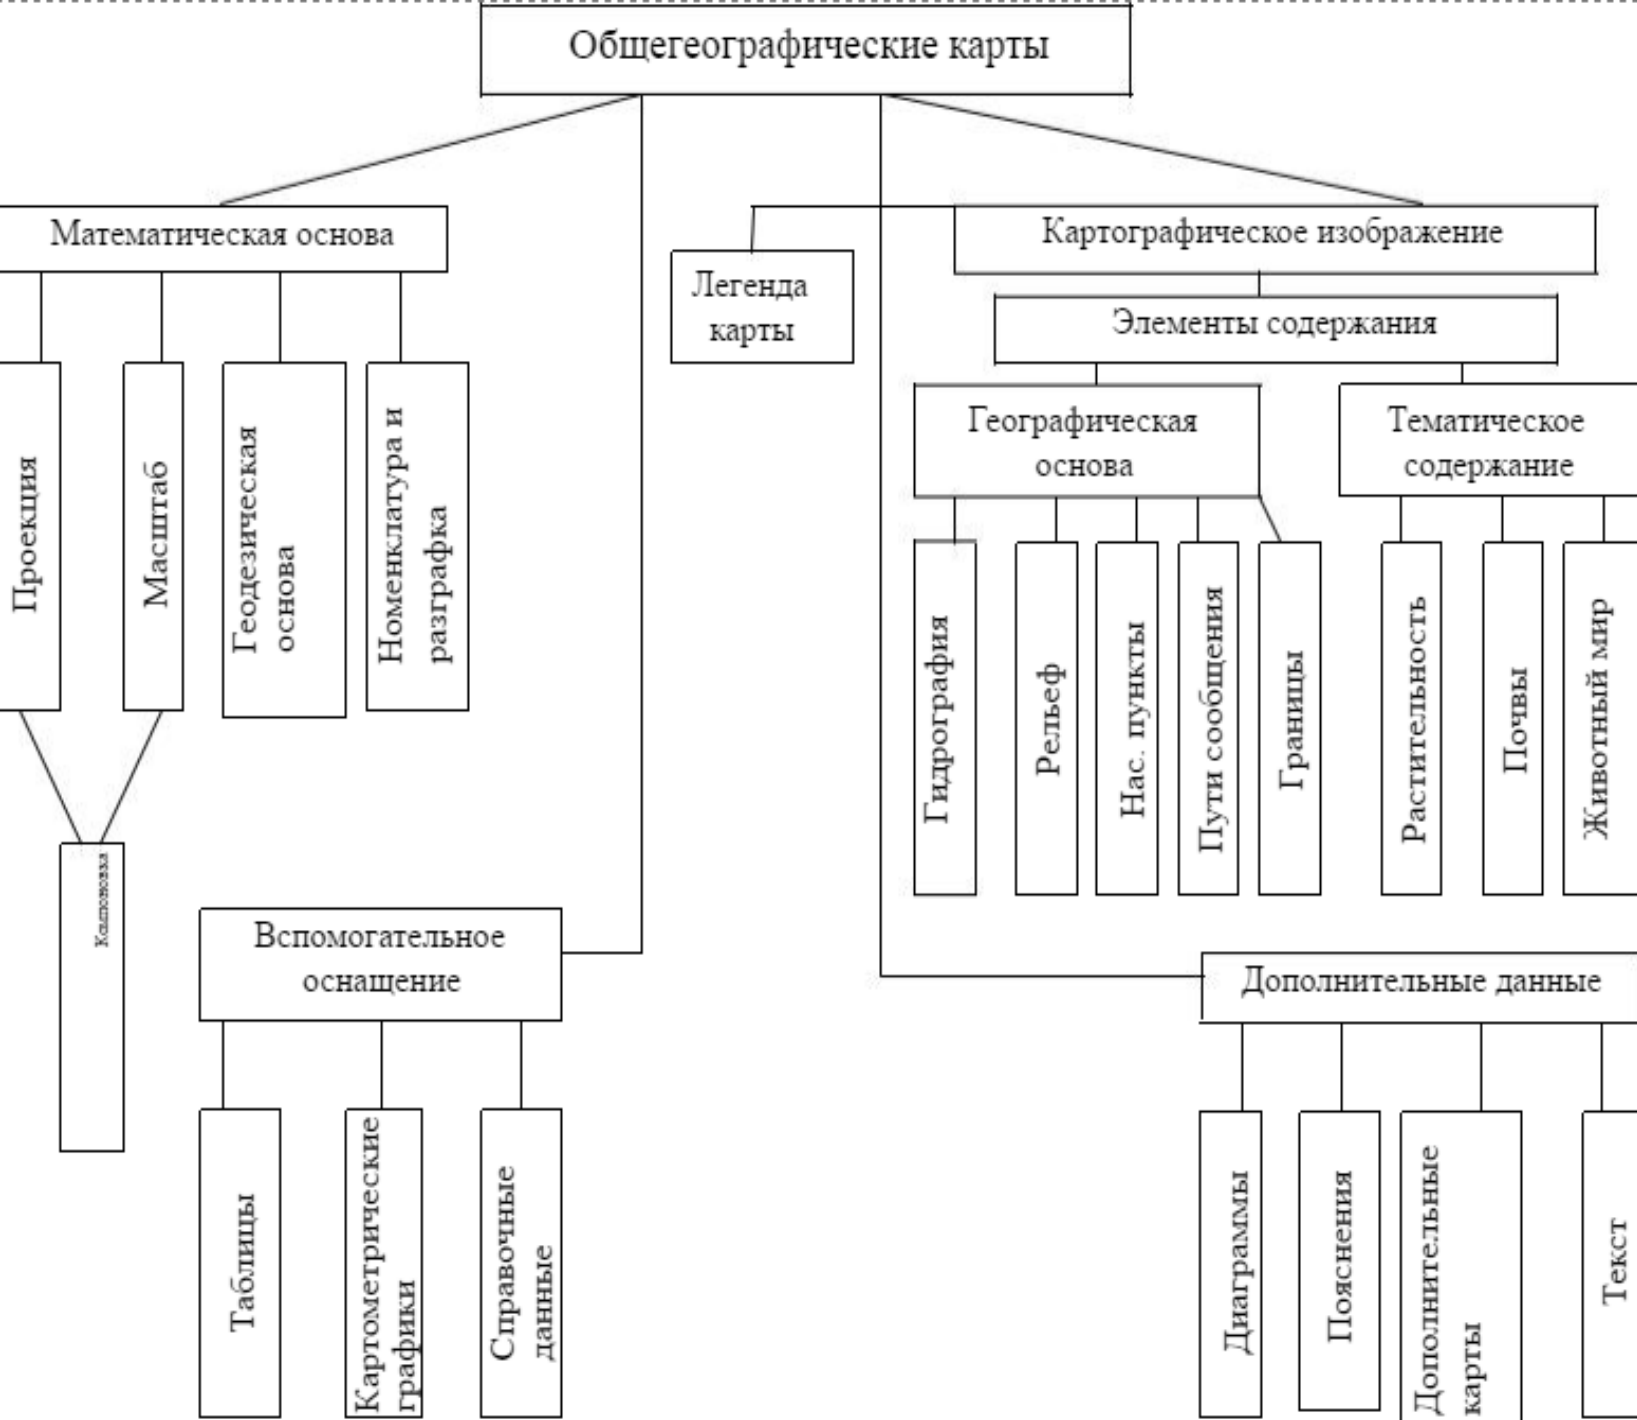 Общегеографические карты
Математическая основа
Картографическое изображение
Легенда
карты
Элементы содержания
Географическая
основа
Тематическое
содержание
Проекция
Масштаб
Геодезическая
основа
Номенклатура и
разграфка
Гидрография
Рельеф
Нас. пункты
Пути сообщения
Границы
Растительность
Почвы
Животный мир
Компоновка
Вспомогательное
оснащение
Дополнительные данные
Таблицы
Картометрические
графики
Справочные
данные
Диаграммы
Пояснения
Дополнительные
карты
Текст